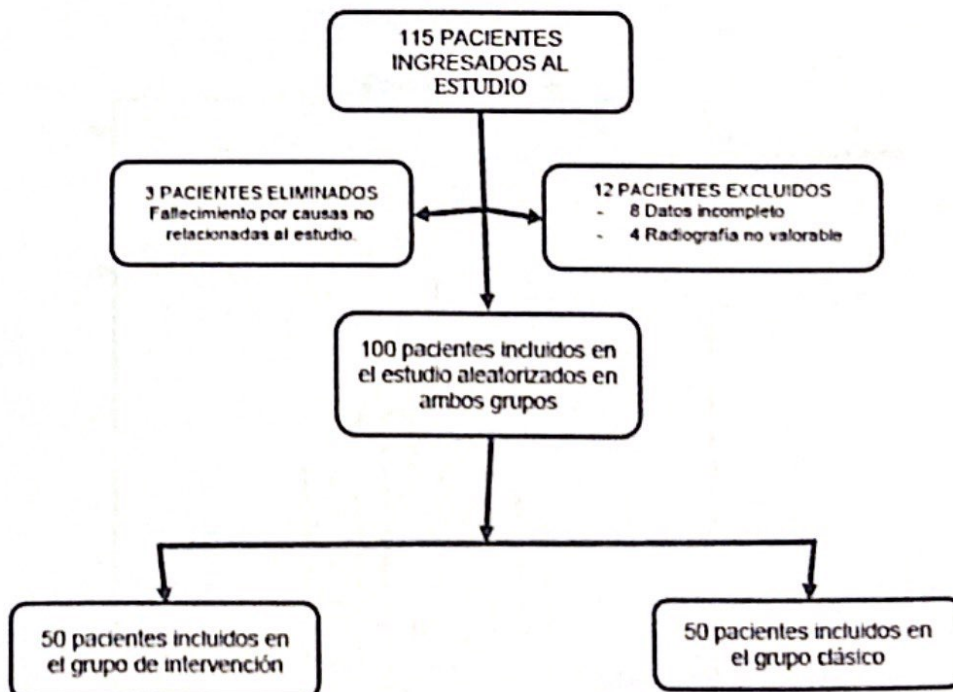 115 PACIENTES
INGRESADOS AL
ESTUDIO
3 PACIENTES ELIMINADOS
Fallecimiento por causas no
relacionadas al estudio.
12 PACIENTES EXCLUIDOS
- 8 Datos incompleto
- 4 Radiografía no valorable
100 pacientes incluidos en
el estudio aleatorizados en
ambos grupos
50 pacientes incluidos en
el grupo de intervención
50 pacientes incluidos en
el grupo clásico